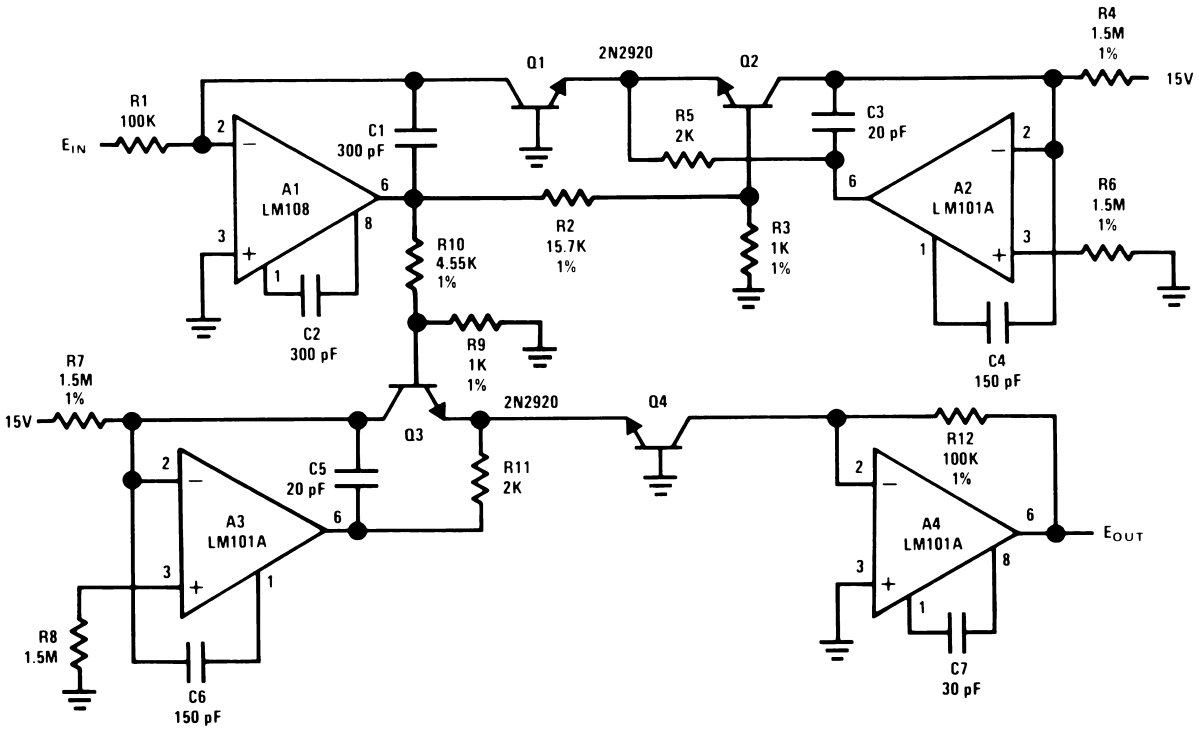 R4
1.5M
1%
15V
Q1
2N2920
Q2
R1
100K
E_IN
2
−
C1
300 pF
R5
2K
C3
20 pF
2
−
A1
LM108
6
8
3
+
1
C2
300 pF
R2
15.7K
1%
R3
1K
1%
6
A2
LM101A
1
3
+
R6
1.5M
1%
C4
150 pF
R10
4.55K
1%
R9
1K
1%
R7
1.5M
1%
15V
Q3
2N2920
Q4
2
−
C5
20 pF
R11
2K
A3
LM101A
6
3
+
1
R8
1.5M
C6
150 pF
R12
100K
1%
2
−
A4
LM101A
6
E_OUT
8
3
+
1
C7
30 pF